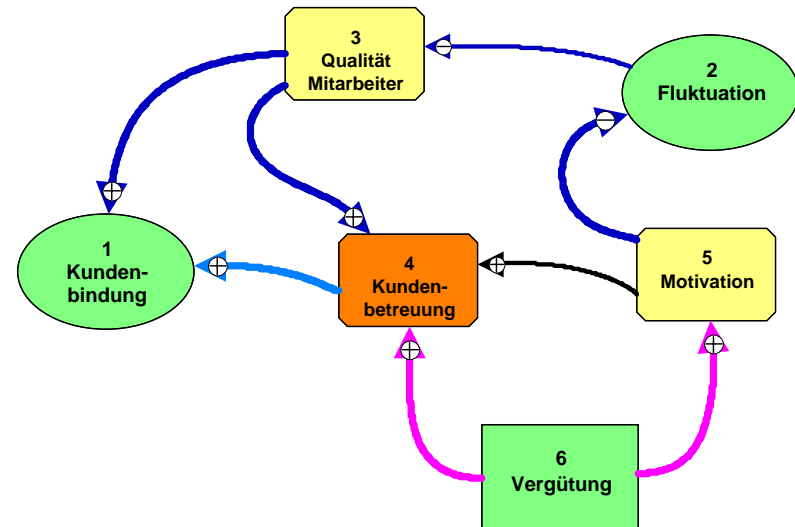 3
Qualität
Mitarbeiter
2
Fluktuation
1
Kunden-
bindung
4
Kunden-
betreuung
5
Motivation
6
Vergütung